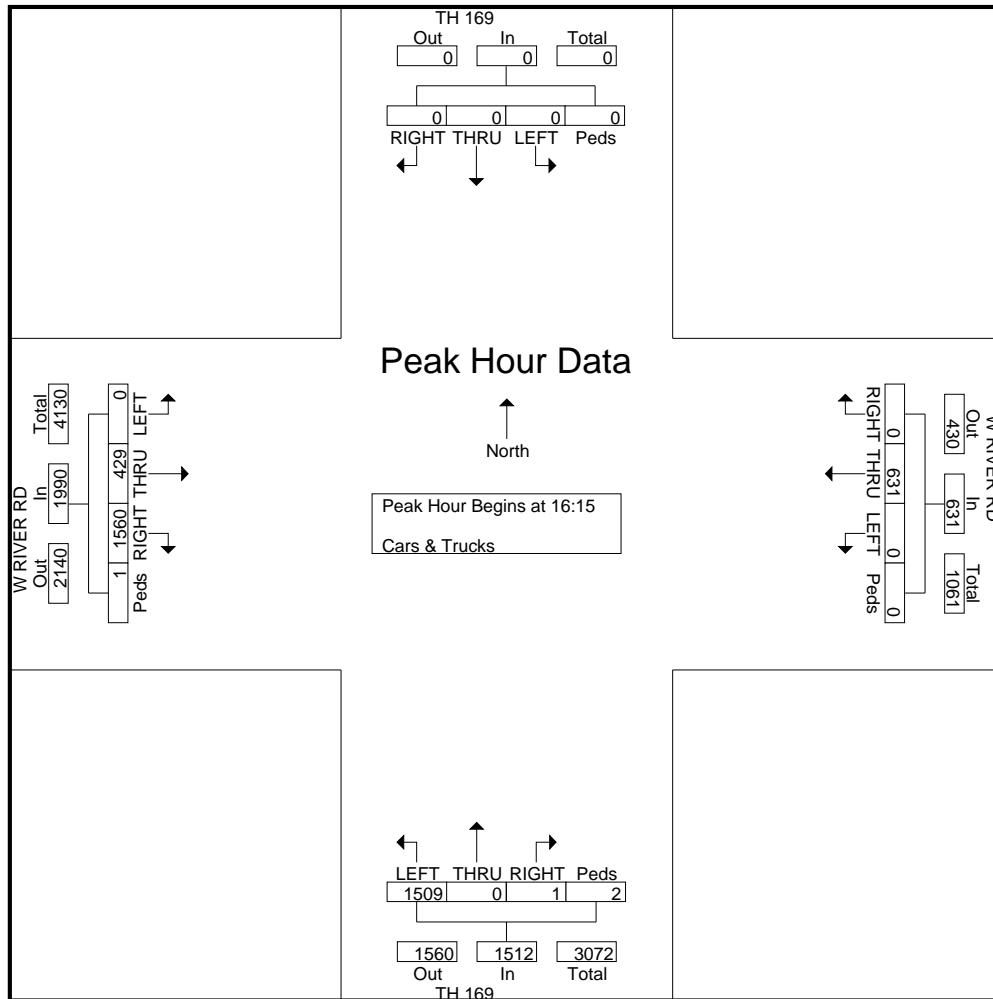 TH 169
Out In Total
0 0 0
0 0 0 0
RIGHT THRU LEFT Peds
Peak Hour Data
North
Peak Hour Begins at 16:15
Cars & Trucks
W RIVER RD
Out In Total
2140 1990 4130
0 429 1560 1
LEFT THRU RIGHT Peds
W RIVER RD
Out In Total
430 631 1061
0 631 0 0
RIGHT THRU LEFT Peds
LEFT THRU RIGHT Peds
1509 0 1 2
1560 1512 3072
Out In Total
TH 169